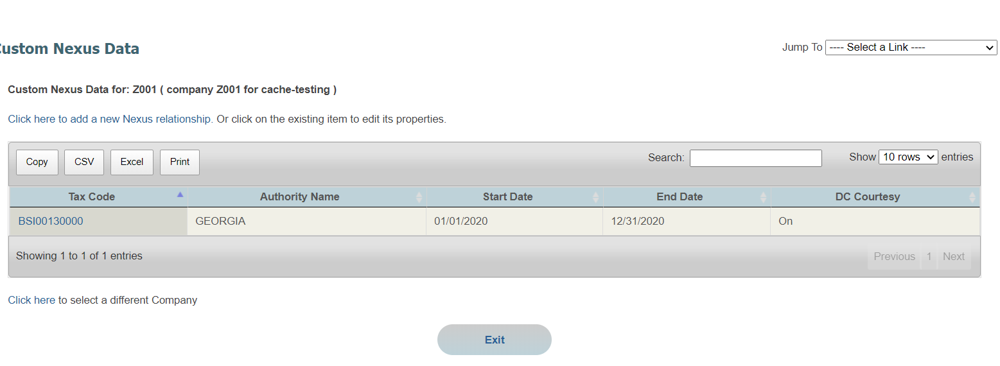 Custom Nexus Data
Jump To ---- Select a Link ----
Custom Nexus Data for: Z001 ( company Z001 for cache-testing )
Click here to add a new Nexus relationship. Or click on the existing item to edit its properties.
Copy CSV Excel Print Search: Show 10 rows entries
Tax Code Authority Name Start Date End Date DC Courtesy
BSI00130000 GEORGIA 01/01/2020 12/31/2020 On
Showing 1 to 1 of 1 entries Previous 1 Next
Click here to select a different Company
Exit